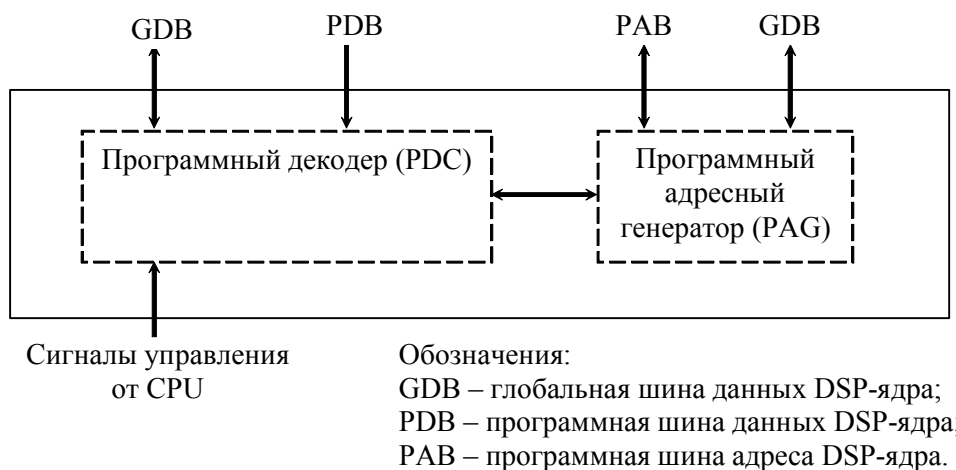 GDB PDB PAB GDB
Программный декодер (PDC)
Программный
адресный
генератор (PAG)
Сигналы управления
от CPU
Обозначения:
GDB – глобальная шина данных DSP-ядра;
PDB – программная шина данных DSP-ядра;
PAB – программная шина адреса DSP-ядра.